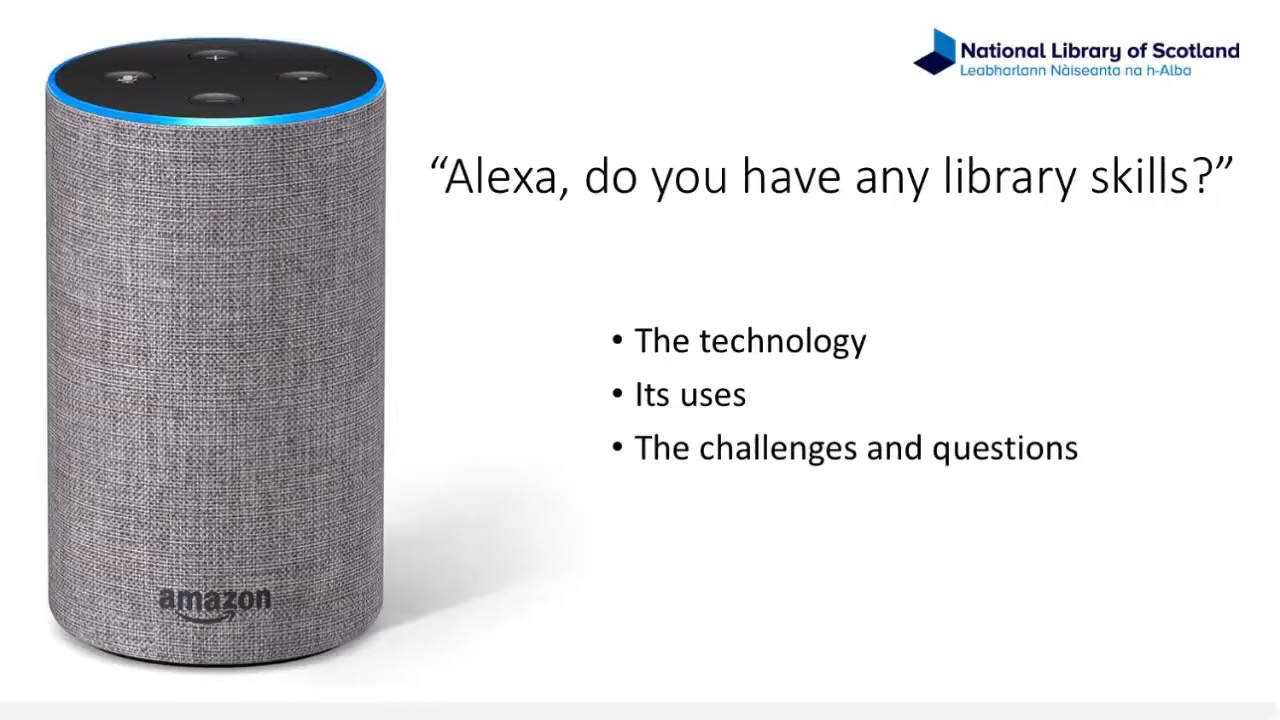 National Library of Scotland
Leabharlann Nàiseanta na h-Alba
“Alexa, do you have any library skills?”
• The technology
• Its uses
• The challenges and questions
amazon